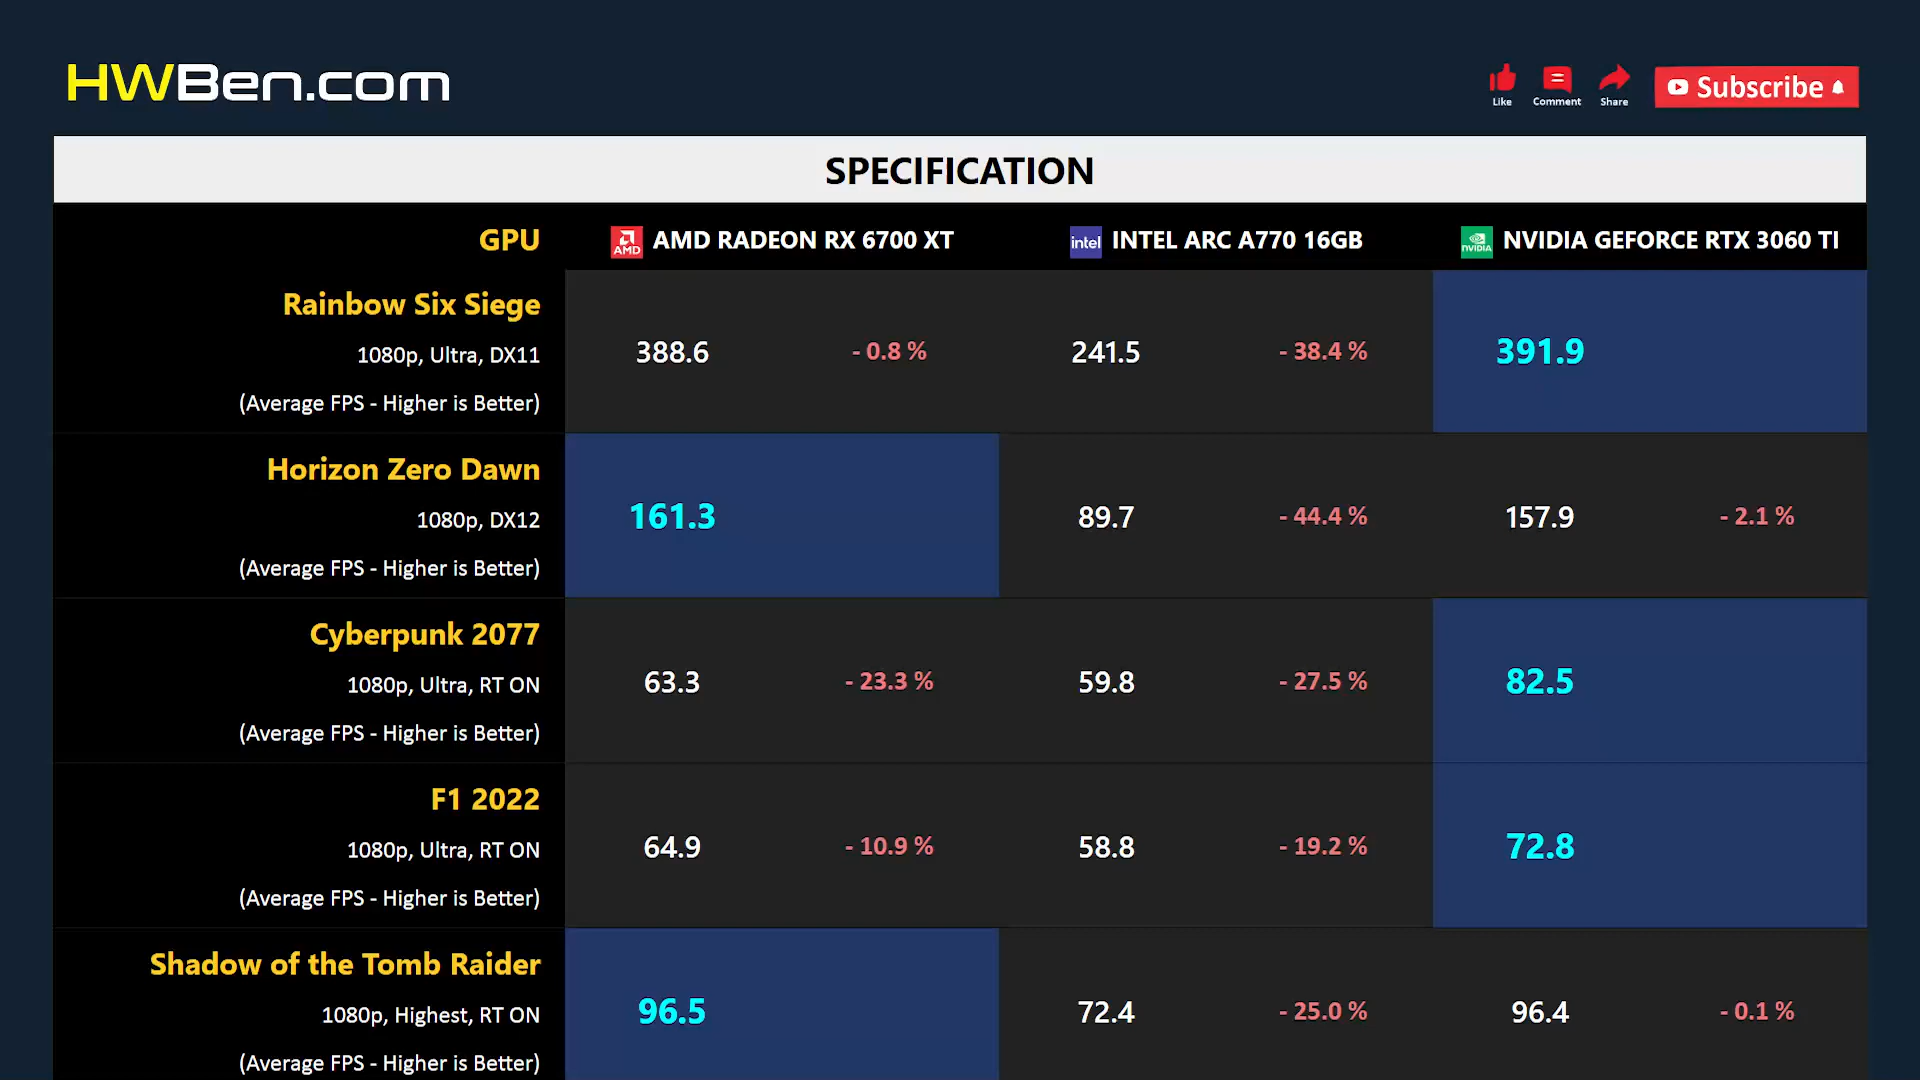 HWBen.com
Like Comment Share Subscribe
SPECIFICATION
GPU AMD AMD RADEON RX 6700 XT intel INTEL ARC A770 16GB NVIDIA NVIDIA GEFORCE RTX 3060 TI
Rainbow Six Siege
1080p, Ultra, DX11 388.6 - 0.8 % 241.5 - 38.4 % 391.9
(Average FPS - Higher is Better)
Horizon Zero Dawn
1080p, DX12 161.3 89.7 - 44.4 % 157.9 - 2.1 %
(Average FPS - Higher is Better)
Cyberpunk 2077
1080p, Ultra, RT ON 63.3 - 23.3 % 59.8 - 27.5 % 82.5
(Average FPS - Higher is Better)
F1 2022
1080p, Ultra, RT ON 64.9 - 10.9 % 58.8 - 19.2 % 72.8
(Average FPS - Higher is Better)
Shadow of the Tomb Raider
1080p, Highest, RT ON 96.5 72.4 - 25.0 % 96.4 - 0.1 %
(Average FPS - Higher is Better)